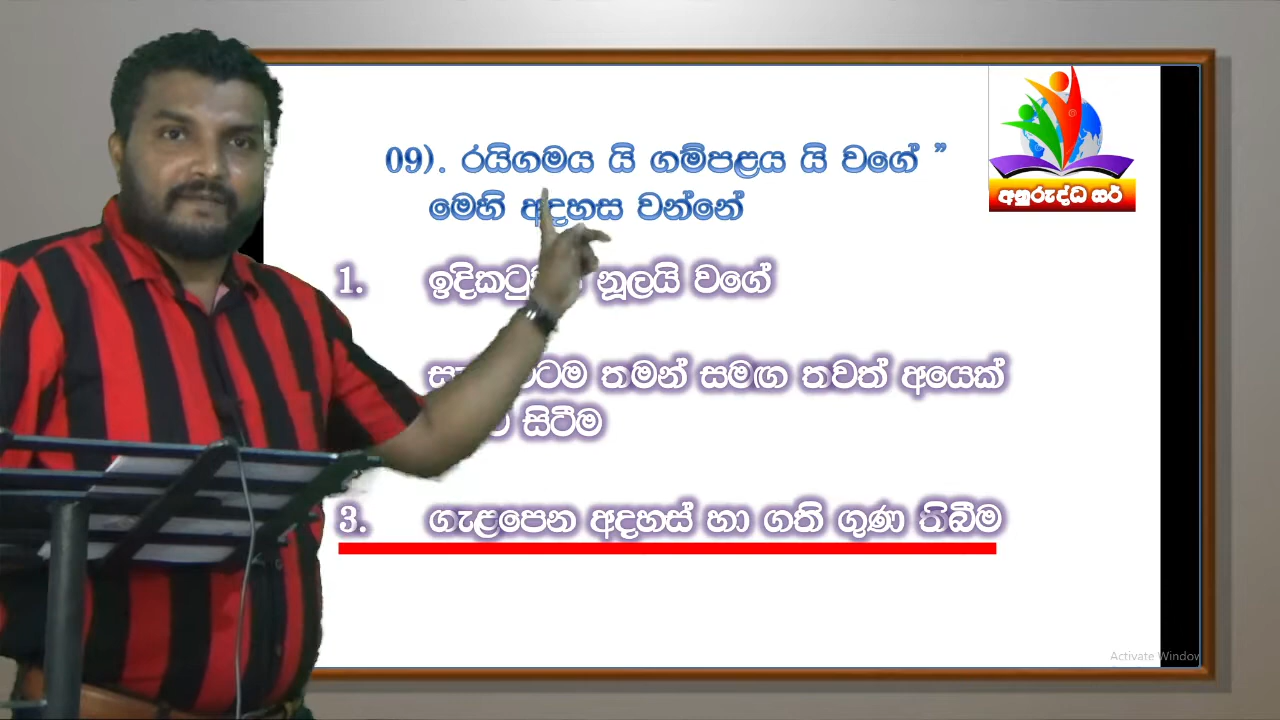 09). රයිගමය යි ගම්පළය යි වගේ ”
මෙහි අදහස වන්නේ
අනුරුද්ධ සර්
1. නූලයි වගේ
තමන් සමඟ තවත් අයෙක්
සිටීම
3. ගැළපෙන අදහස් හා ගති ගුණ තිබීම
Activate Window